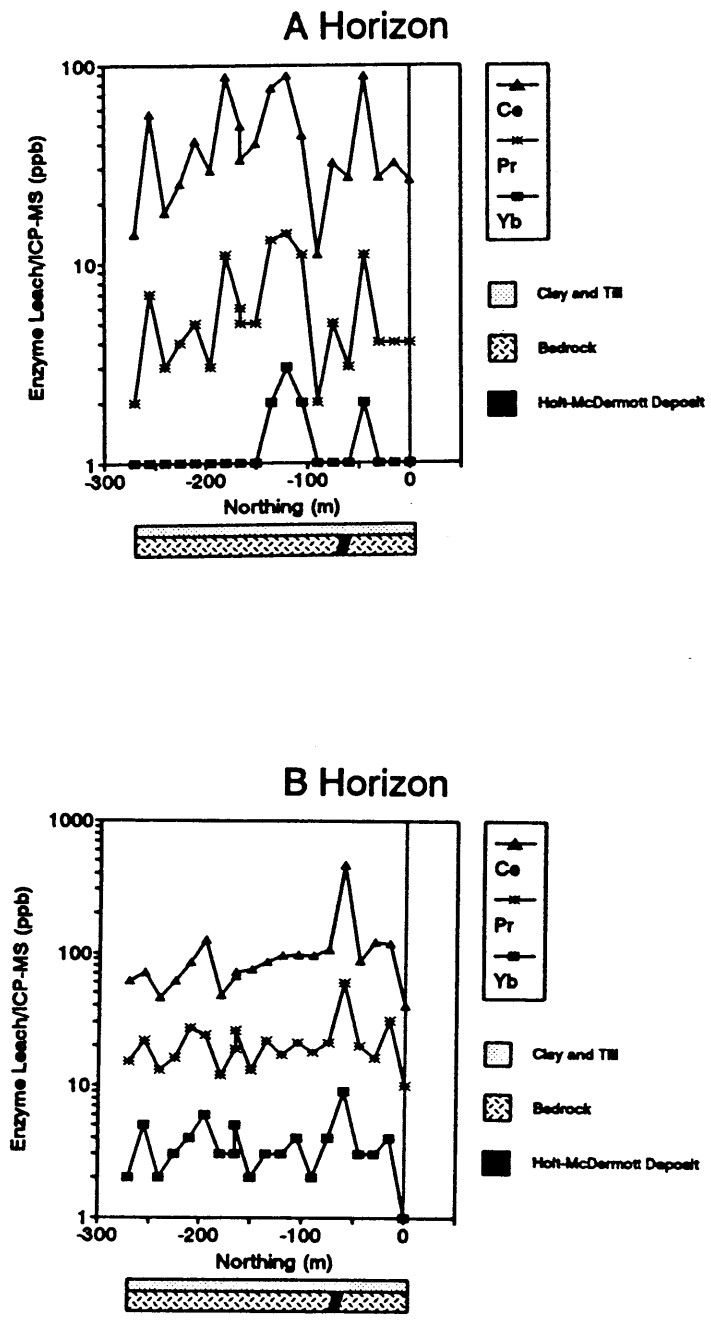 A Horizon
Enzyme Leach/ICP-MS (ppb)
100
10
1
-300
-200
-100
0
Northing (m)
Ce
Pr
Yb
Clay and Till
Bedrock
Holt-McDermott Deposit
B Horizon
Enzyme Leach/ICP-MS (ppb)
1000
100
10
1
-300
-200
-100
0
Northing (m)
Ce
Pr
Yb
Clay and Till
Bedrock
Holt-McDermott Deposit